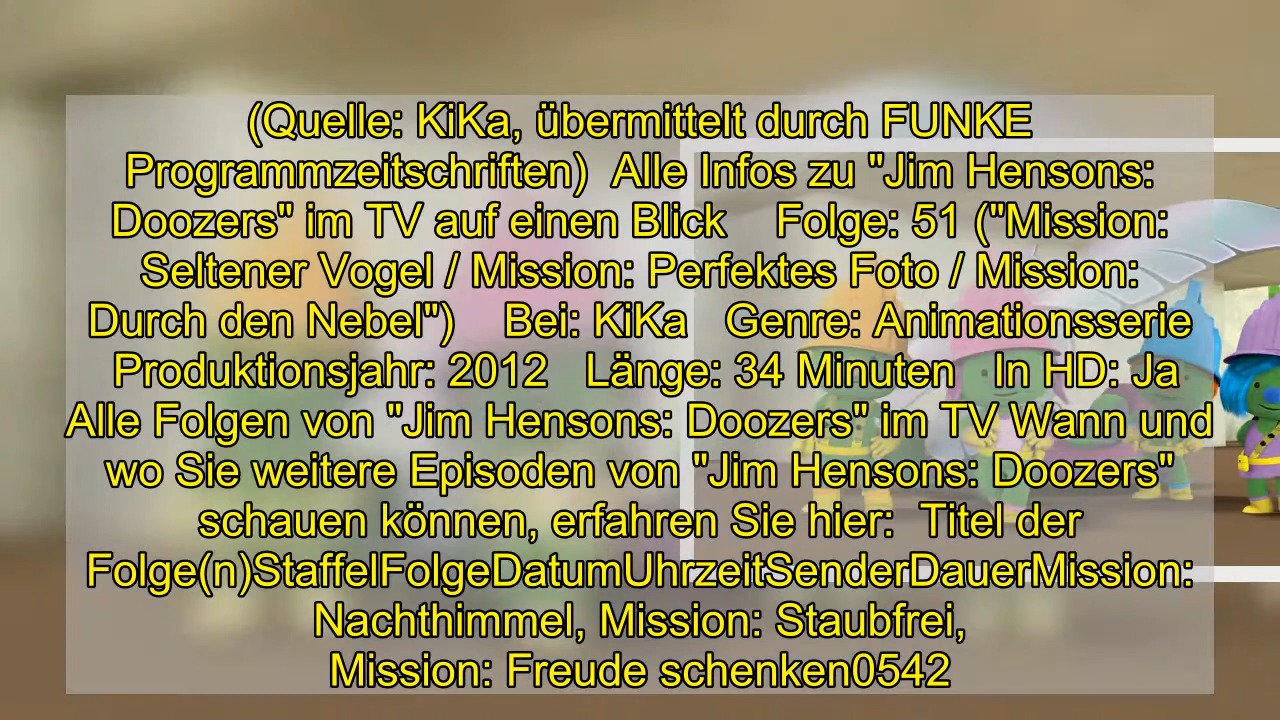 (Quelle: KiKa, übermittelt durch FUNKE
Programmzeitschriften)  Alle Infos zu "Jim Hensons:
Doozers" im TV auf einen Blick    Folge: 51 ("Mission:
Seltener Vogel / Mission: Perfektes Foto / Mission:
Durch den Nebel")    Bei: KiKa   Genre: Animationsserie
Produktionsjahr: 2012   Länge: 34 Minuten   In HD: Ja
Alle Folgen von "Jim Hensons: Doozers" im TV Wann und
wo Sie weitere Episoden von "Jim Hensons: Doozers"
schauen können, erfahren Sie hier:  Titel der
Folge(n)StaffelFolgeDatumUhrzeitSenderDauerMission:
Nachthimmel, Mission: Staubfrei,
Mission: Freude schenken0542